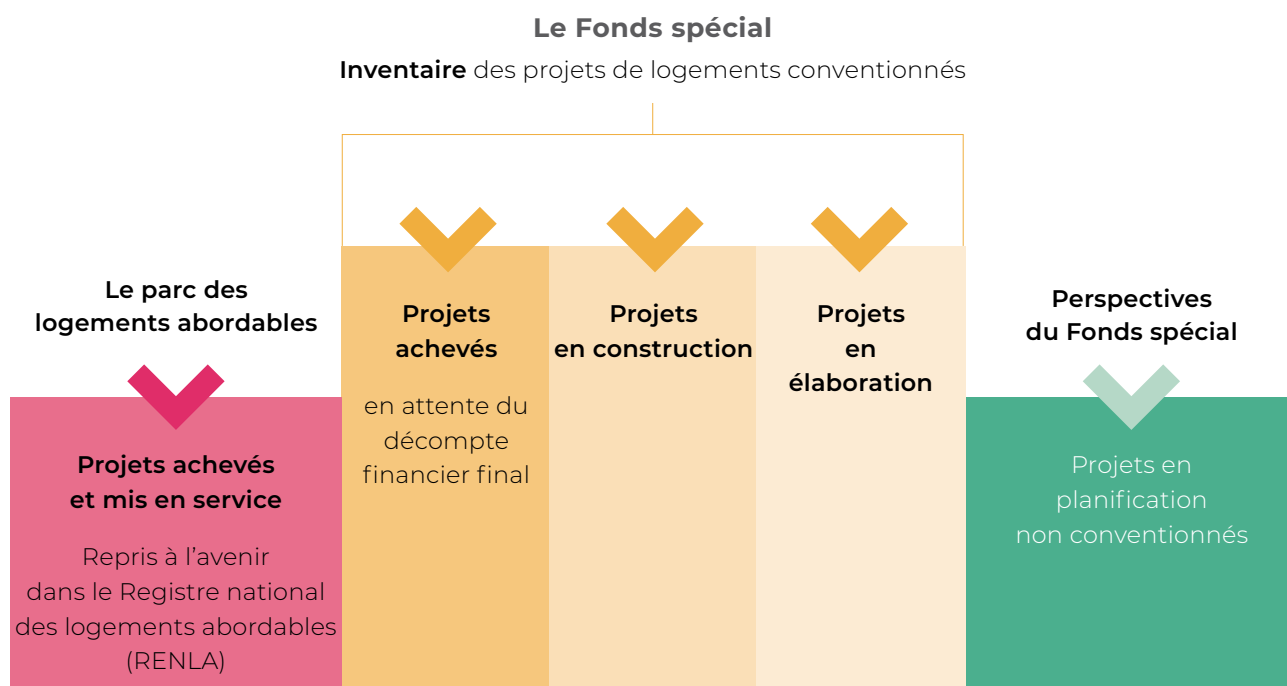 Le Fonds spécial
Inventaire des projets de logements conventionnés
Le parc des
logements abordables
Projets achevés
et mis en service
Repris à l’avenir
dans le Registre national
des logements abordables
(RENLA)
Projets
achevés
en attente du
décompte
financier final
Projets
en construction
Projets
en
élaboration
Perspectives
du Fonds spécial
Projets en
planification
non conventionnés